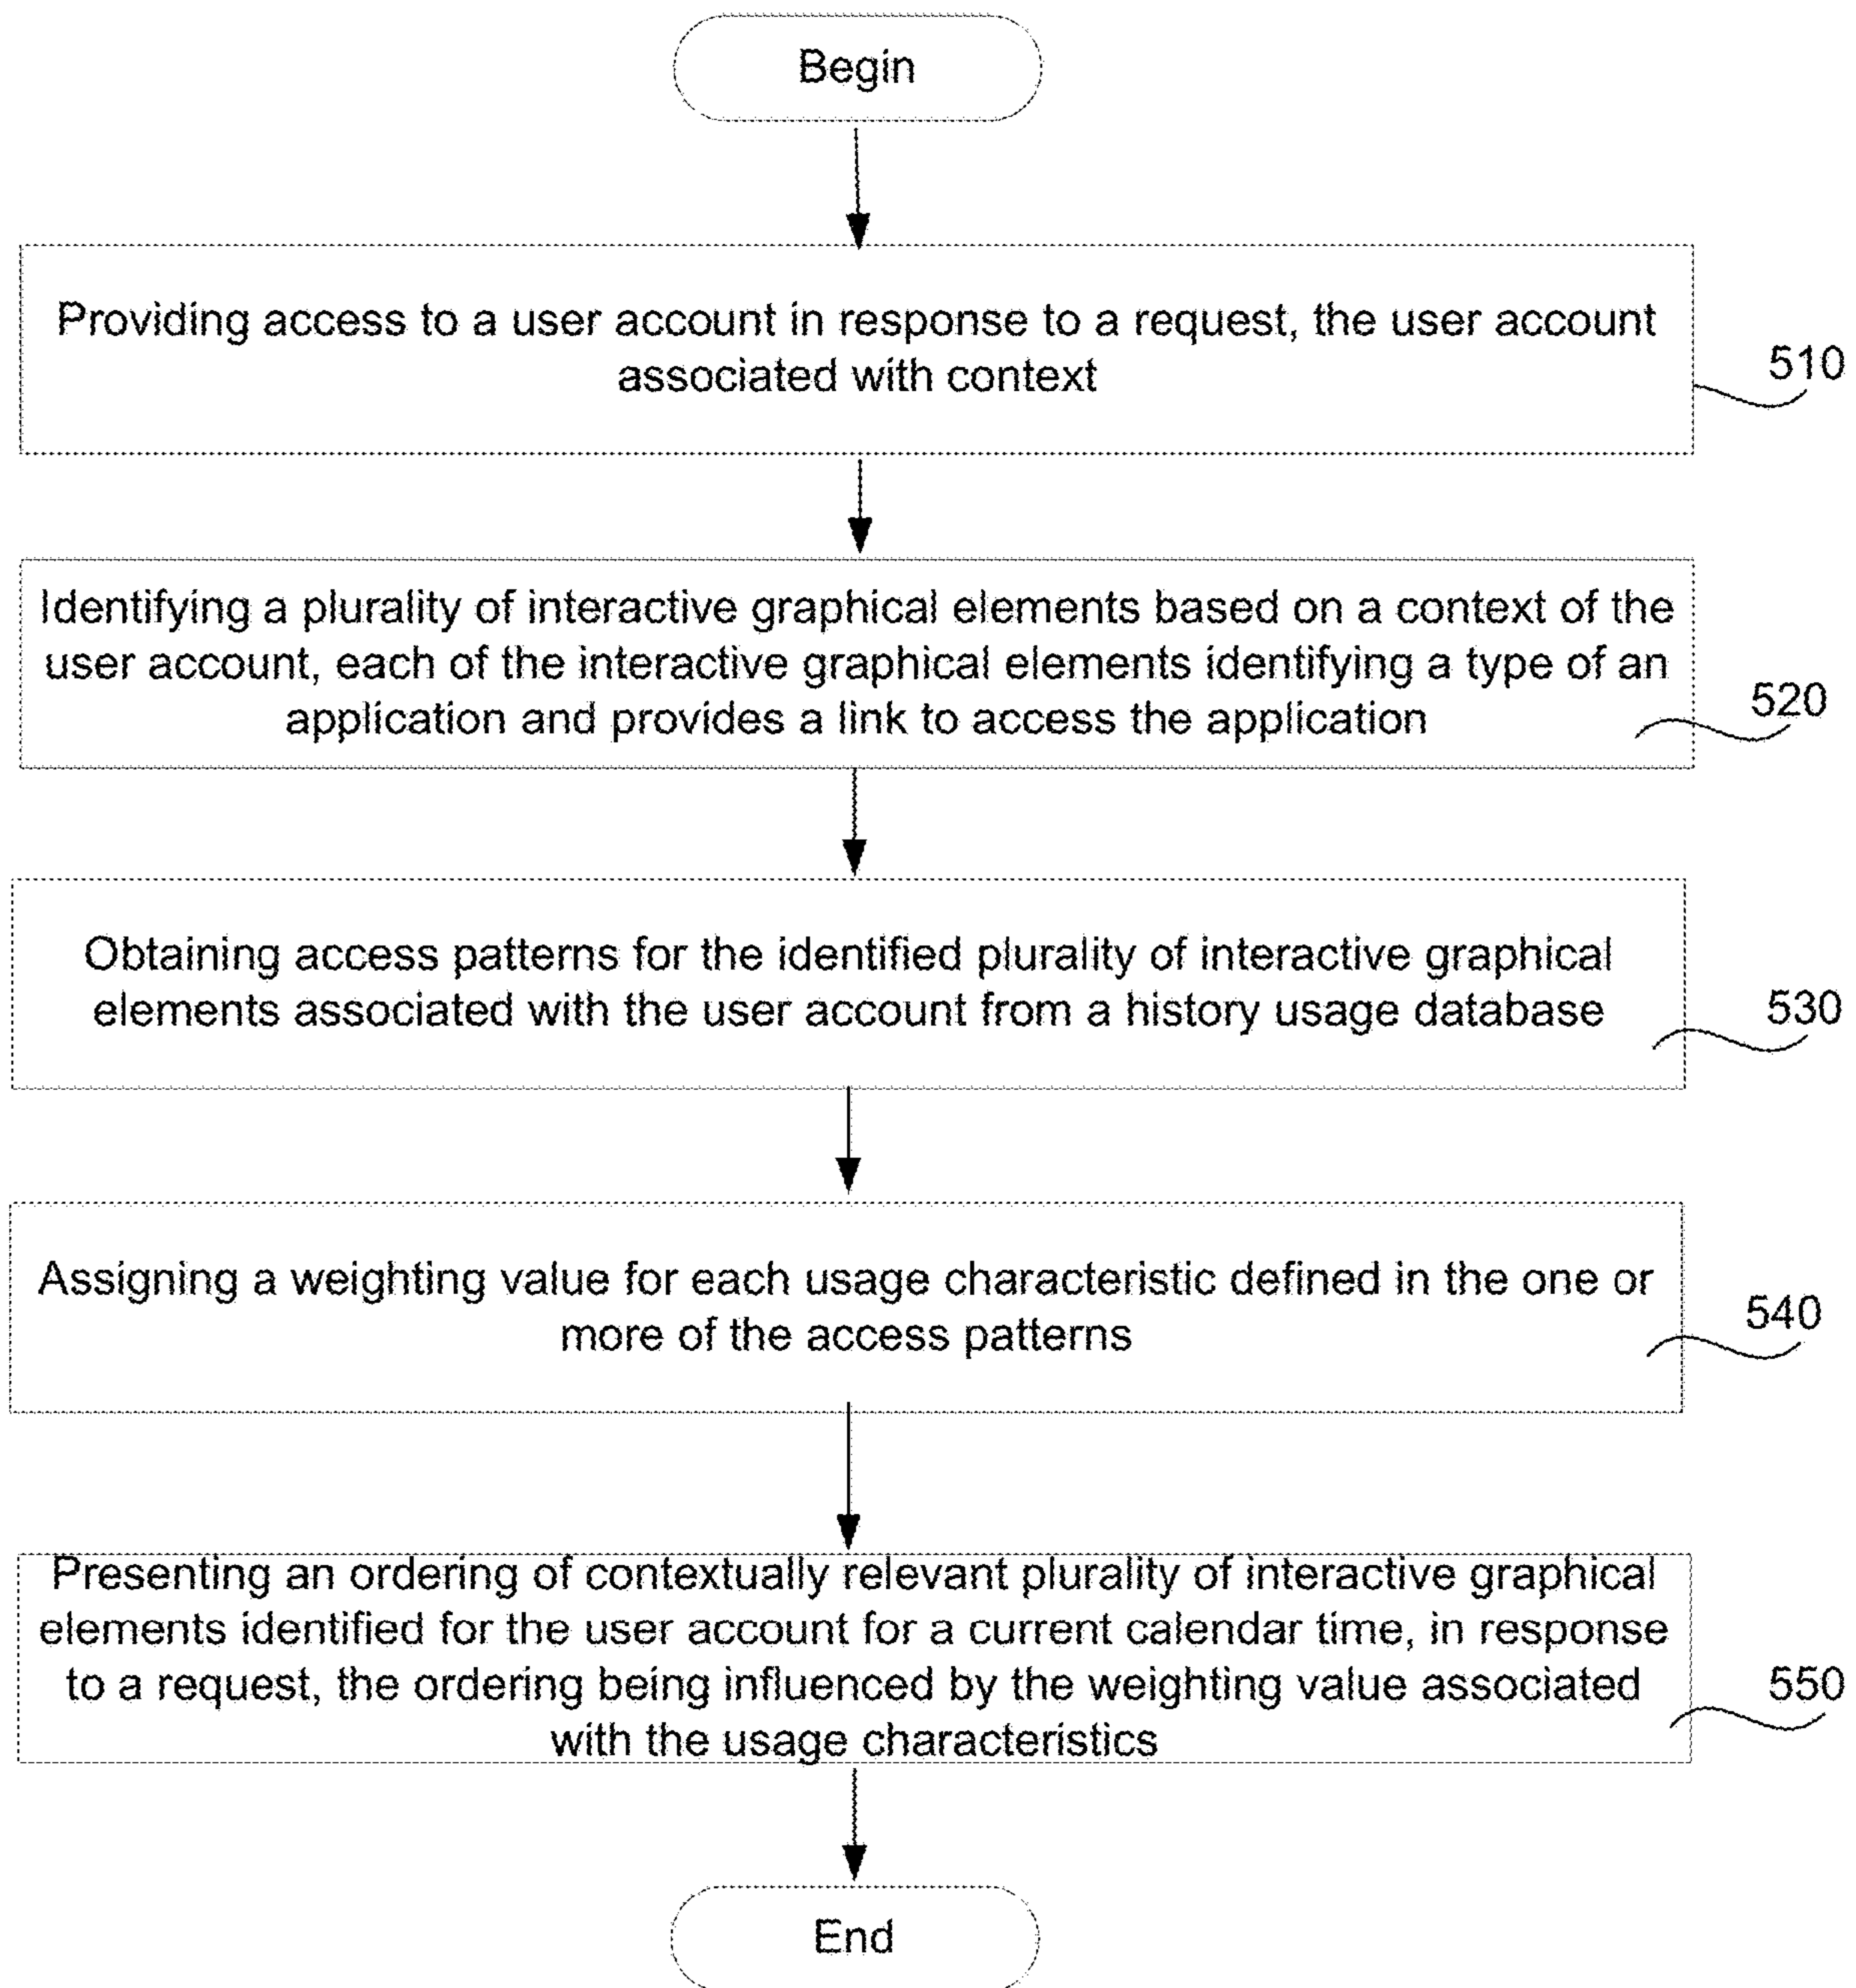 Begin
Providing access to a user account in response to a request, the user account
associated with context
510
Identifying a plurality of interactive graphical elements based on a context of the
user account, each of the interactive graphical elements identifying a type of an
application and provides a link to access the application
520
Obtaining access patterns for the identified plurality of interactive graphical
elements associated with the user account from a history usage database
530
Assigning a weighting value for each usage characteristic defined in the one or
more of the access patterns
540
Presenting an ordering of contextually relevant plurality of interactive graphical
elements identified for the user account for a current calendar time, in response
to a request, the ordering being influenced by the weighting value associated
with the usage characteristics
550
End